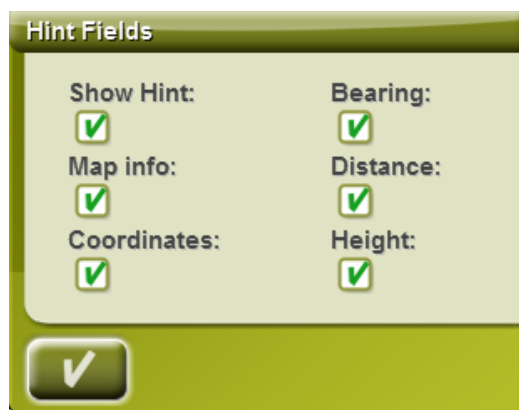 Hint Fields
Show Hint:
Bearing:
Map info:
Distance:
Coordinates:
Height: